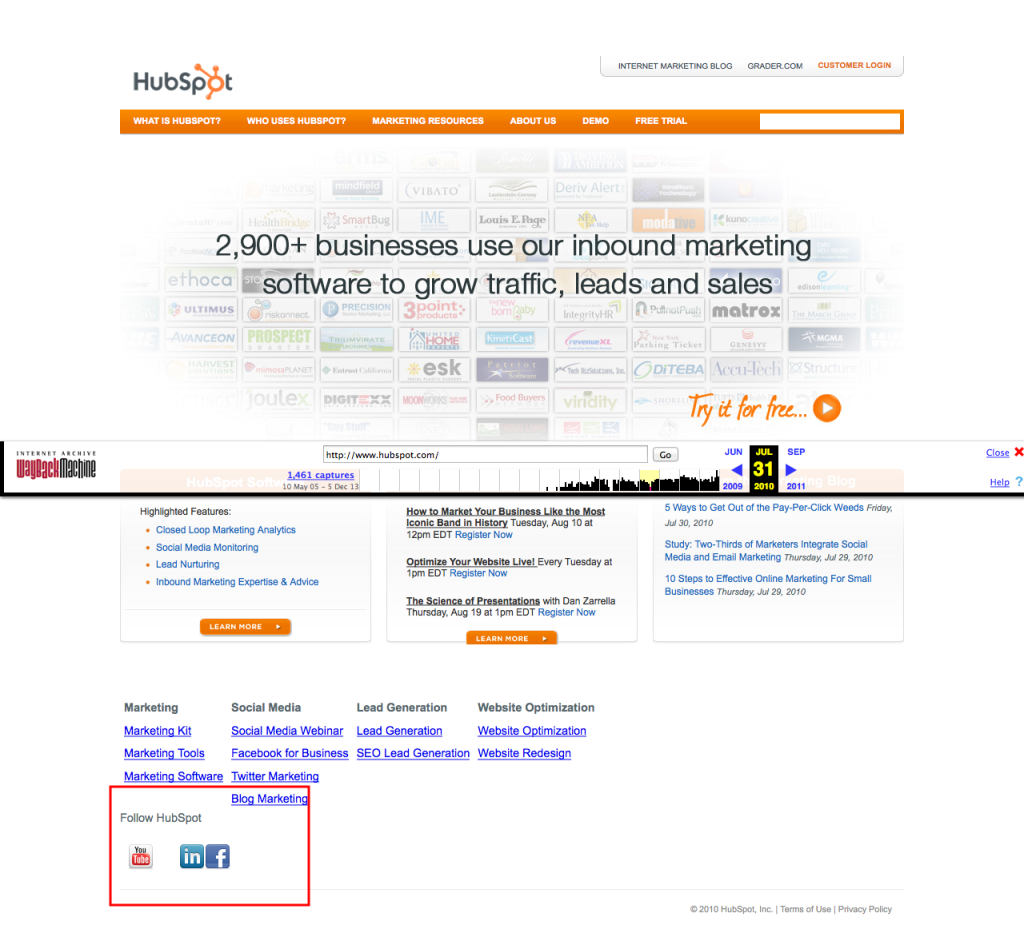 HubSpot
INTERNET MARKETING BLOG GRADER.COM CUSTOMER LOGIN
WHAT IS HUBSPOT? WHO USES HUBSPOT? MARKETING RESOURCES ABOUT US DEMO FREE TRIAL
mindfield
VIBATO
Deriv Alert
HealthBridge
SmartBug
IME
Louis E. Page
modative
kunocreative
2,900+ businesses use our inbound marketing
software to grow traffic, leads and sales
ethoca
edisonlearning
ULTIMUS
riskonnect.
PRECISION
3point
products
IntegrityHR
matrox
THE MARCH GROUP
AVANCEON
PROSPECT
TRIUMVIRATE
UNITED
HOME
revenueXL
New York
Parking Ticket
GENESYS
MGMA
HARVEST
mimosaPLANET
Entrust California
esk
Patriot
DITEBA
Accu-Tech
Structure
joulex
DIGITEXX
MOONWORKS
Food Buyers
viridity
Try it for free...
INTERNET ARCHIVE
WayBackMachine
http://www.hubspot.com/ Go
1,461 captures
10 May 05 - 5 Dec 13
JUN JUL SEP
31
2009 2010 2011
Close
Help ?
HubSpot Softw
ng Blog
Highlighted Features:
Closed Loop Marketing Analytics
Social Media Monitoring
Lead Nurturing
Inbound Marketing Expertise & Advice
LEARN MORE
How to Market Your Business Like the Most
Iconic Band in History Tuesday, Aug 10 at
12pm EDT Register Now
Optimize Your Website Live! Every Tuesday at
1pm EDT Register Now
The Science of Presentations with Dan Zarrella
Thursday, Aug 19 at 1pm EDT Register Now
LEARN MORE
5 Ways to Get Out of the Pay-Per-Click Weeds Friday,
Jul 30, 2010
Study: Two-Thirds of Marketers Integrate Social
Media and Email Marketing Thursday, Jul 29, 2010
10 Steps to Effective Online Marketing For Small
Businesses Thursday, Jul 29, 2010
Marketing
Marketing Kit
Marketing Tools
Marketing Software
Social Media
Social Media Webinar
Facebook for Business
Twitter Marketing
Blog Marketing
Lead Generation
Lead Generation
SEO Lead Generation
Website Optimization
Website Optimization
Website Redesign
Follow HubSpot
You
Tube
in f
© 2010 HubSpot, Inc. | Terms of Use | Privacy Policy